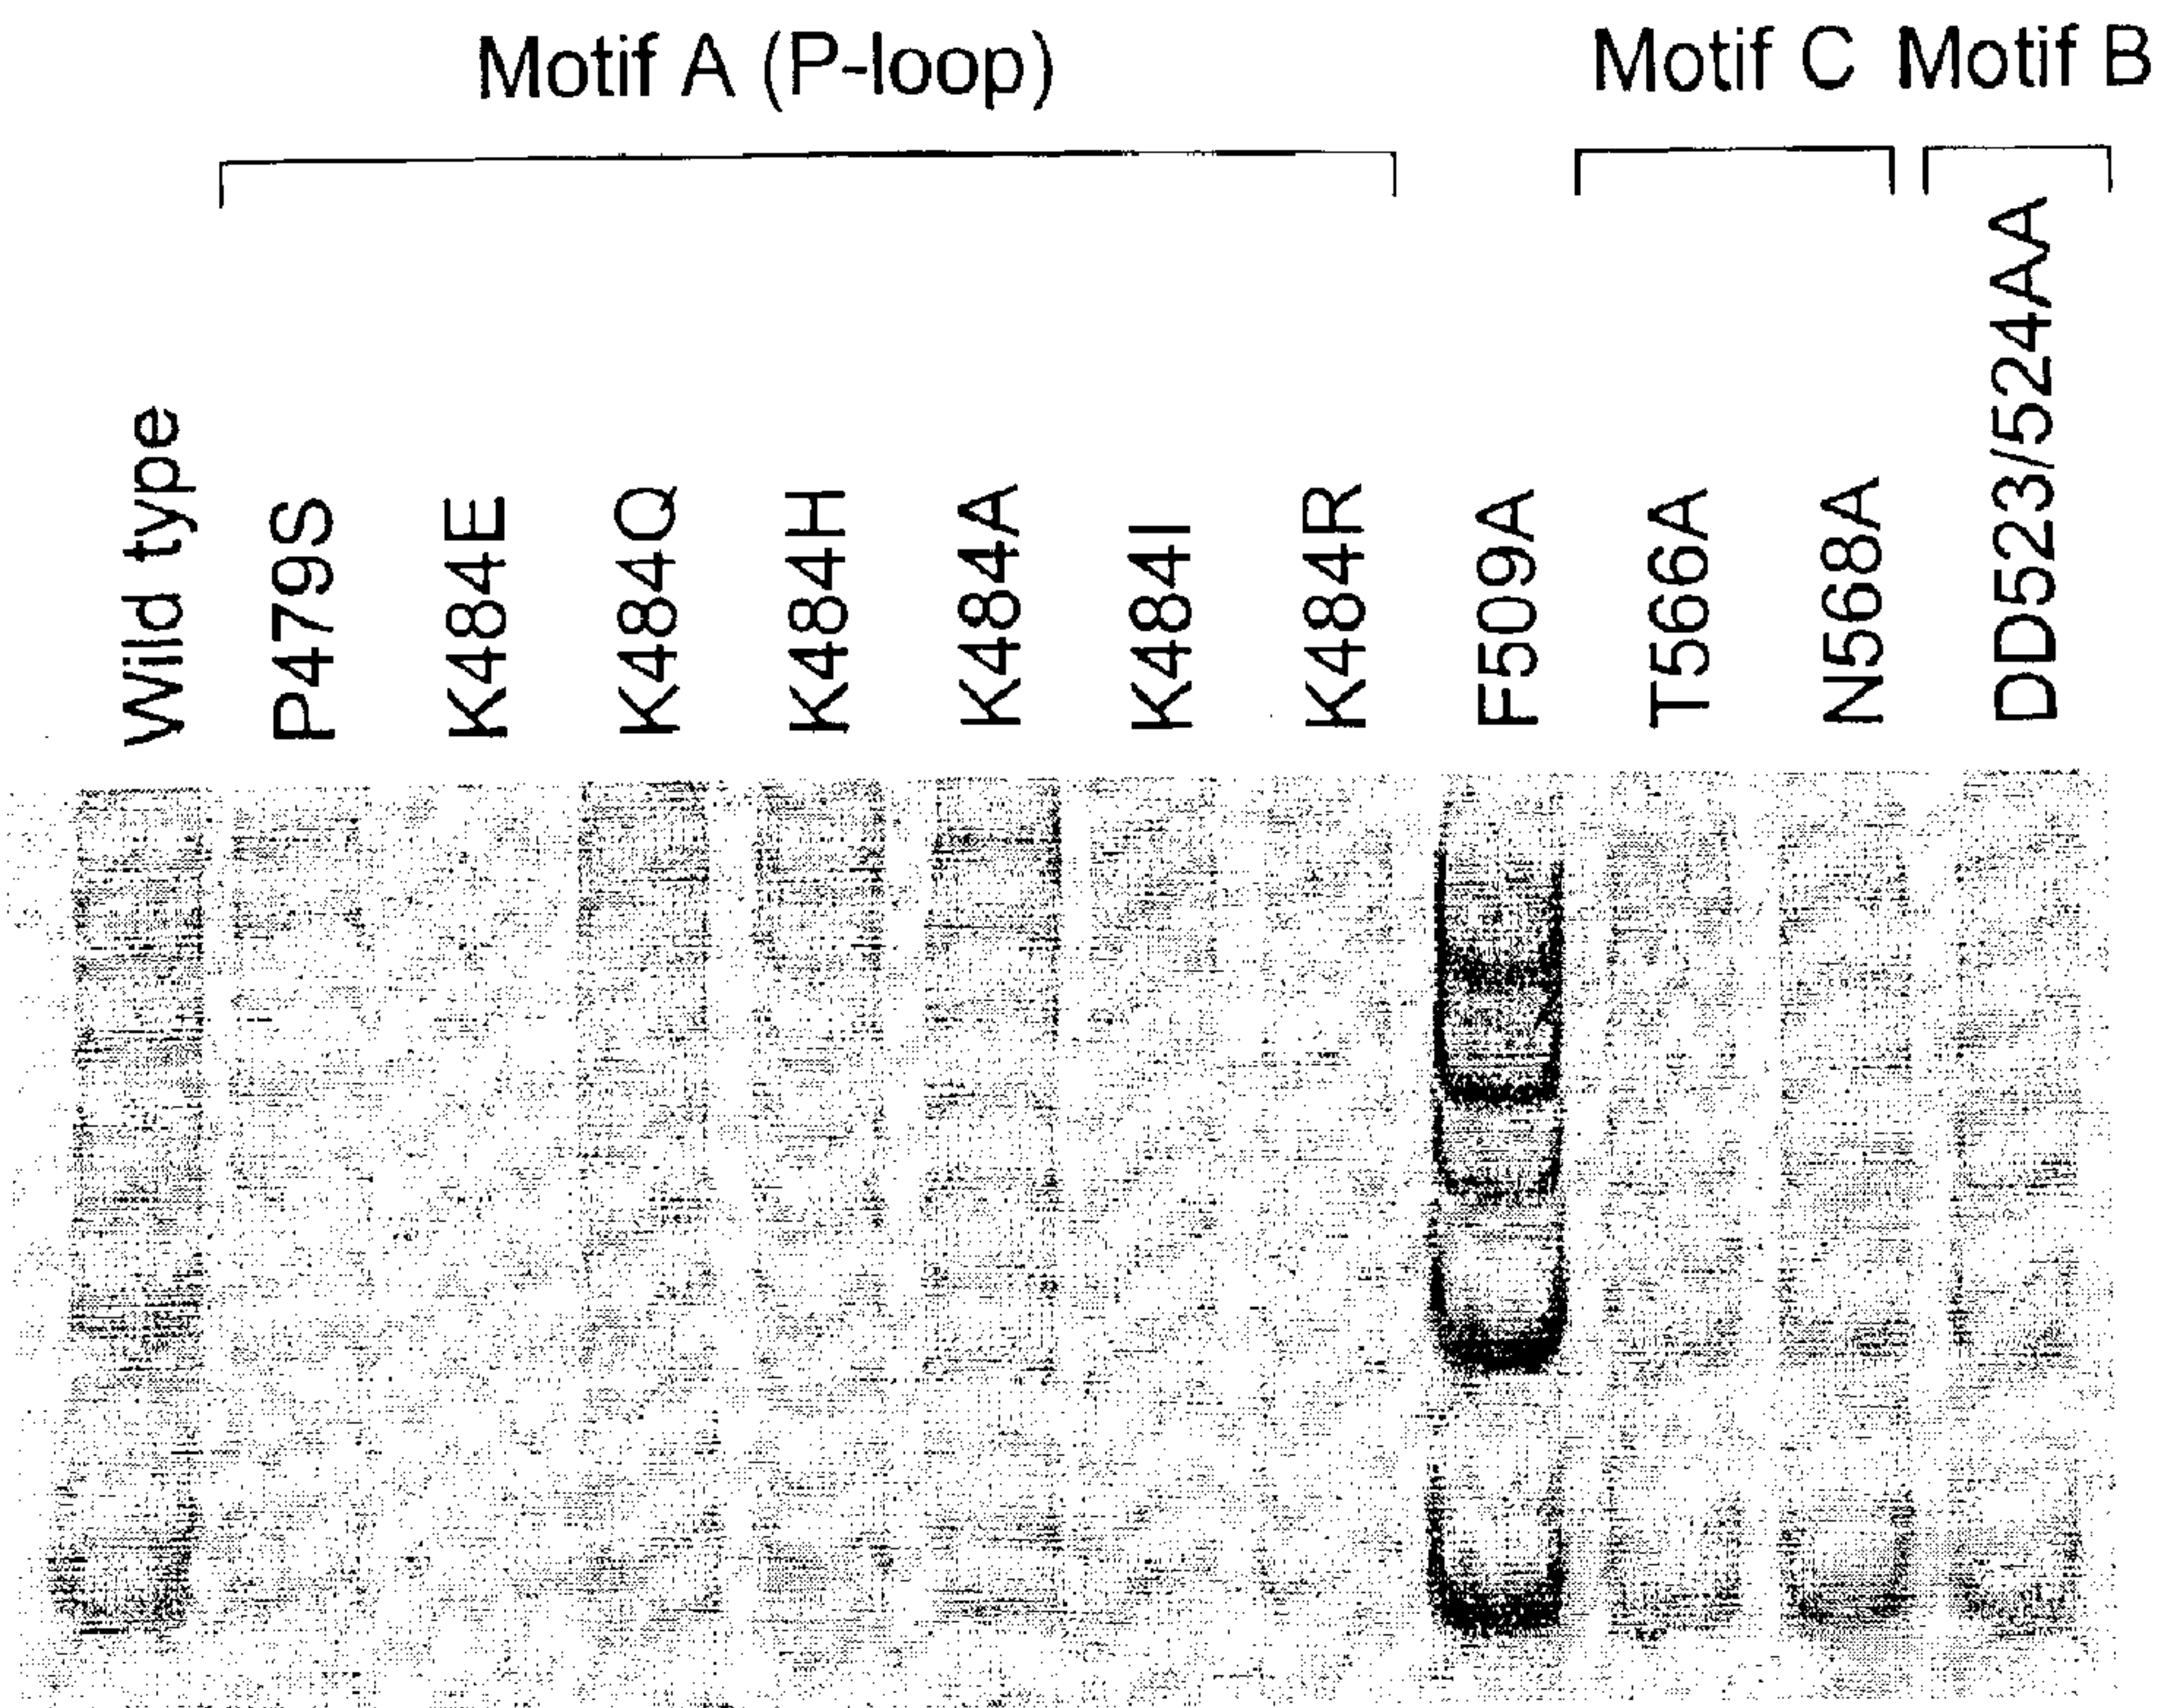 Motif A (P-loop) Motif C Motif B
Wild type
P479S
K484E
K484Q
K484H
K484A
K484I
K484R
F509A
T566A
N568A
DD523/524AA